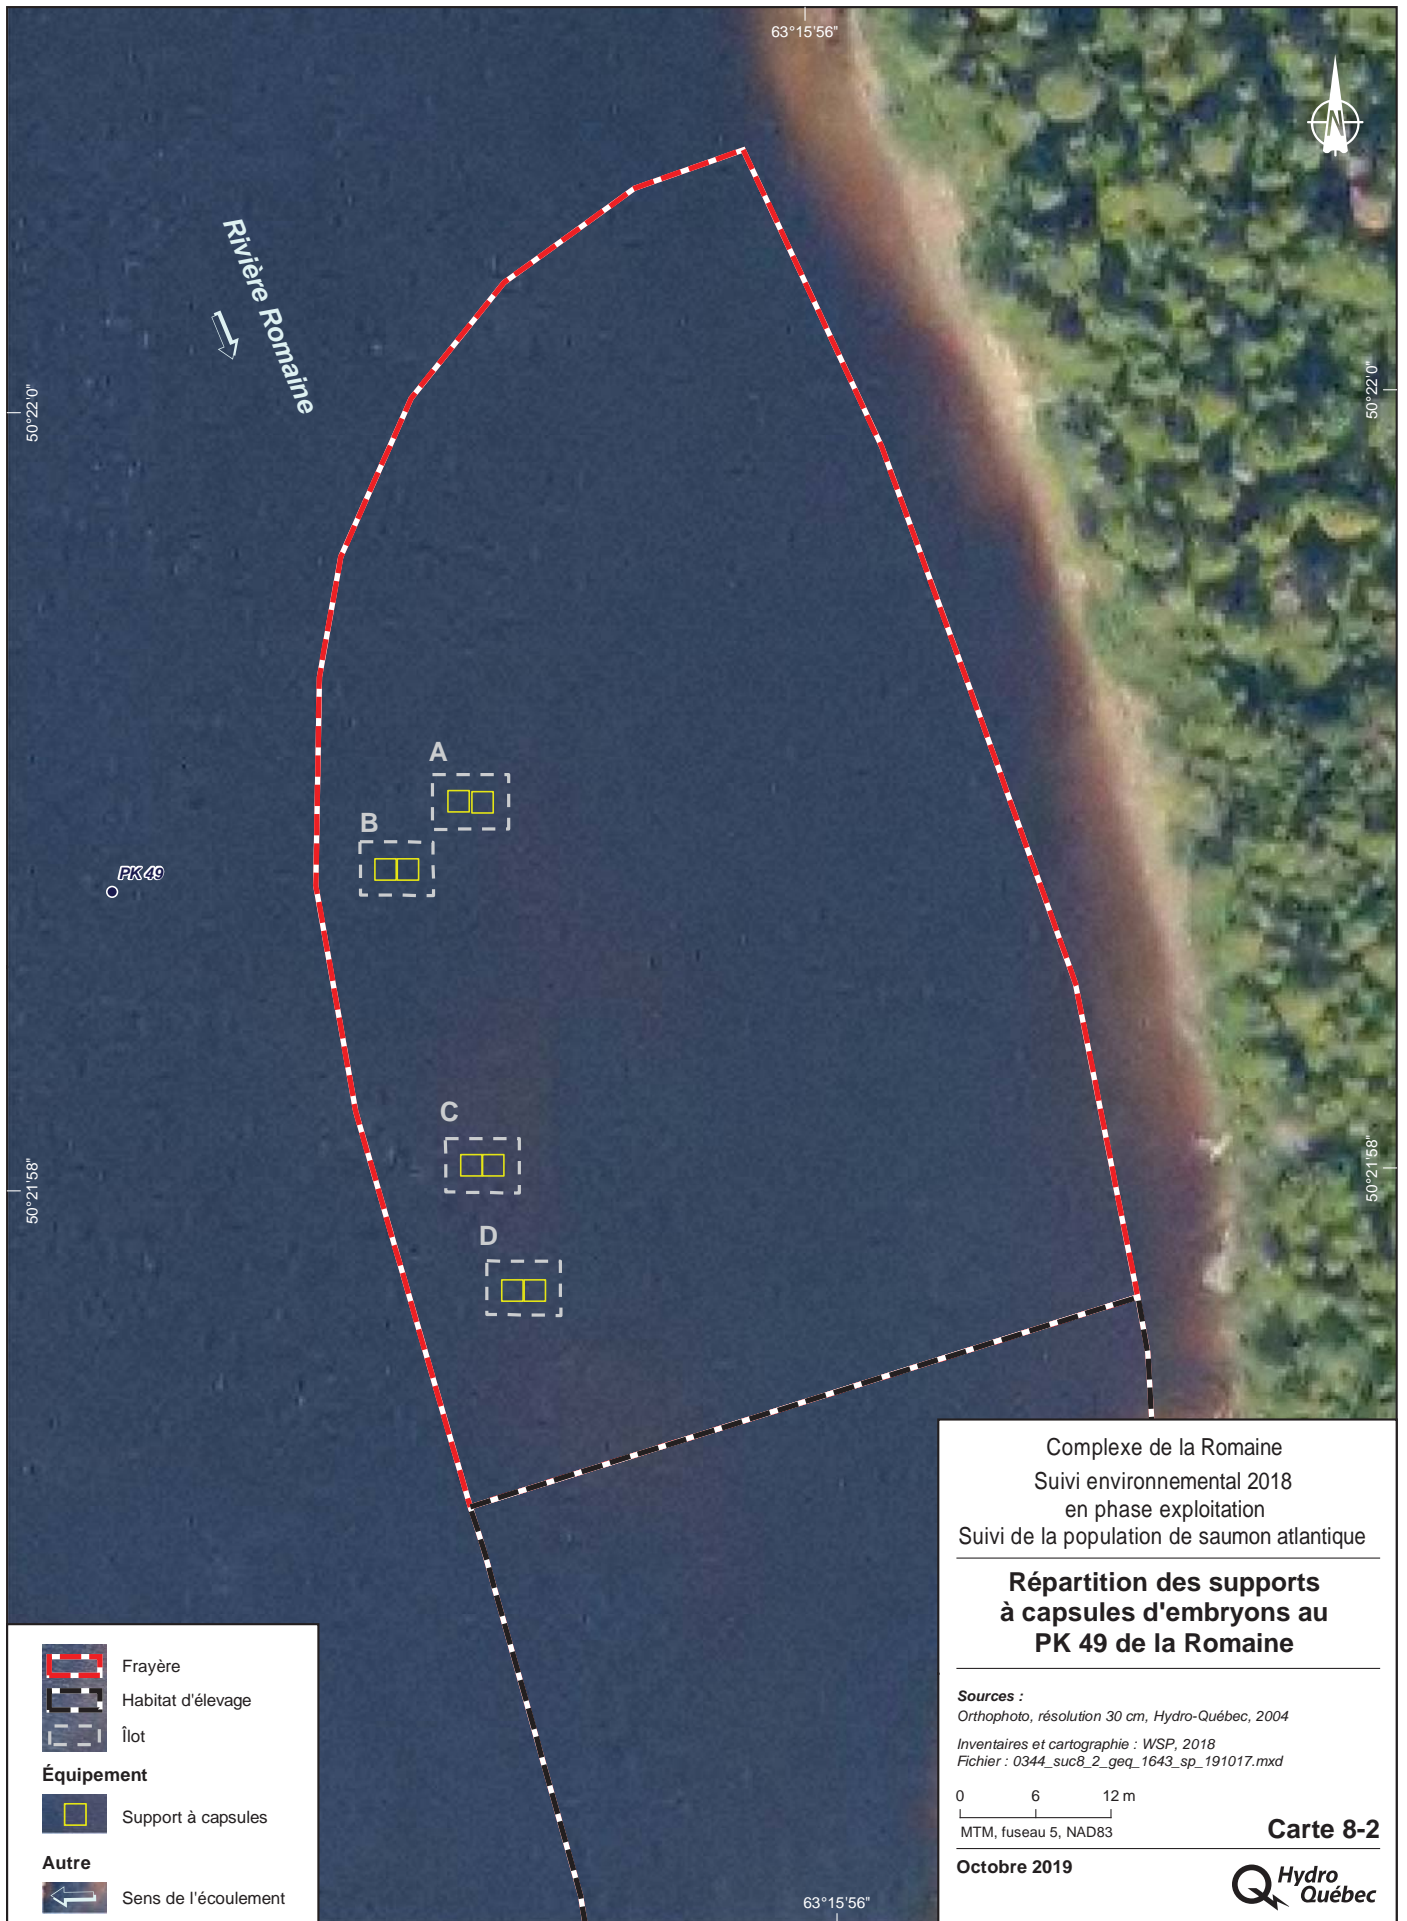 63°15'56"
N
Rivière Romaine
50°22'0"
50°22'0"
A
B
PK 49
C
50°21'58"
50°21'58"
D
Complexe de la Romaine
Suivi environnemental 2018
en phase exploitation
Suivi de la population de saumon atlantique
Répartition des supports
à capsules d'embryons au
PK 49 de la Romaine
Sources :
Orthophoto, résolution 30 cm, Hydro-Québec, 2004
Inventaires et cartographie : WSP, 2018
Fichier : 0344_suc8_2_geq_1643_sp_191017.mxd
0 6 12 m
MTM, fuseau 5, NAD83
Carte 8-2
Octobre 2019
Hydro
Québec
Frayère
Habitat d'élevage
Îlot
Équipement
Support à capsules
Autre
Sens de l'écoulement
63°15'56"